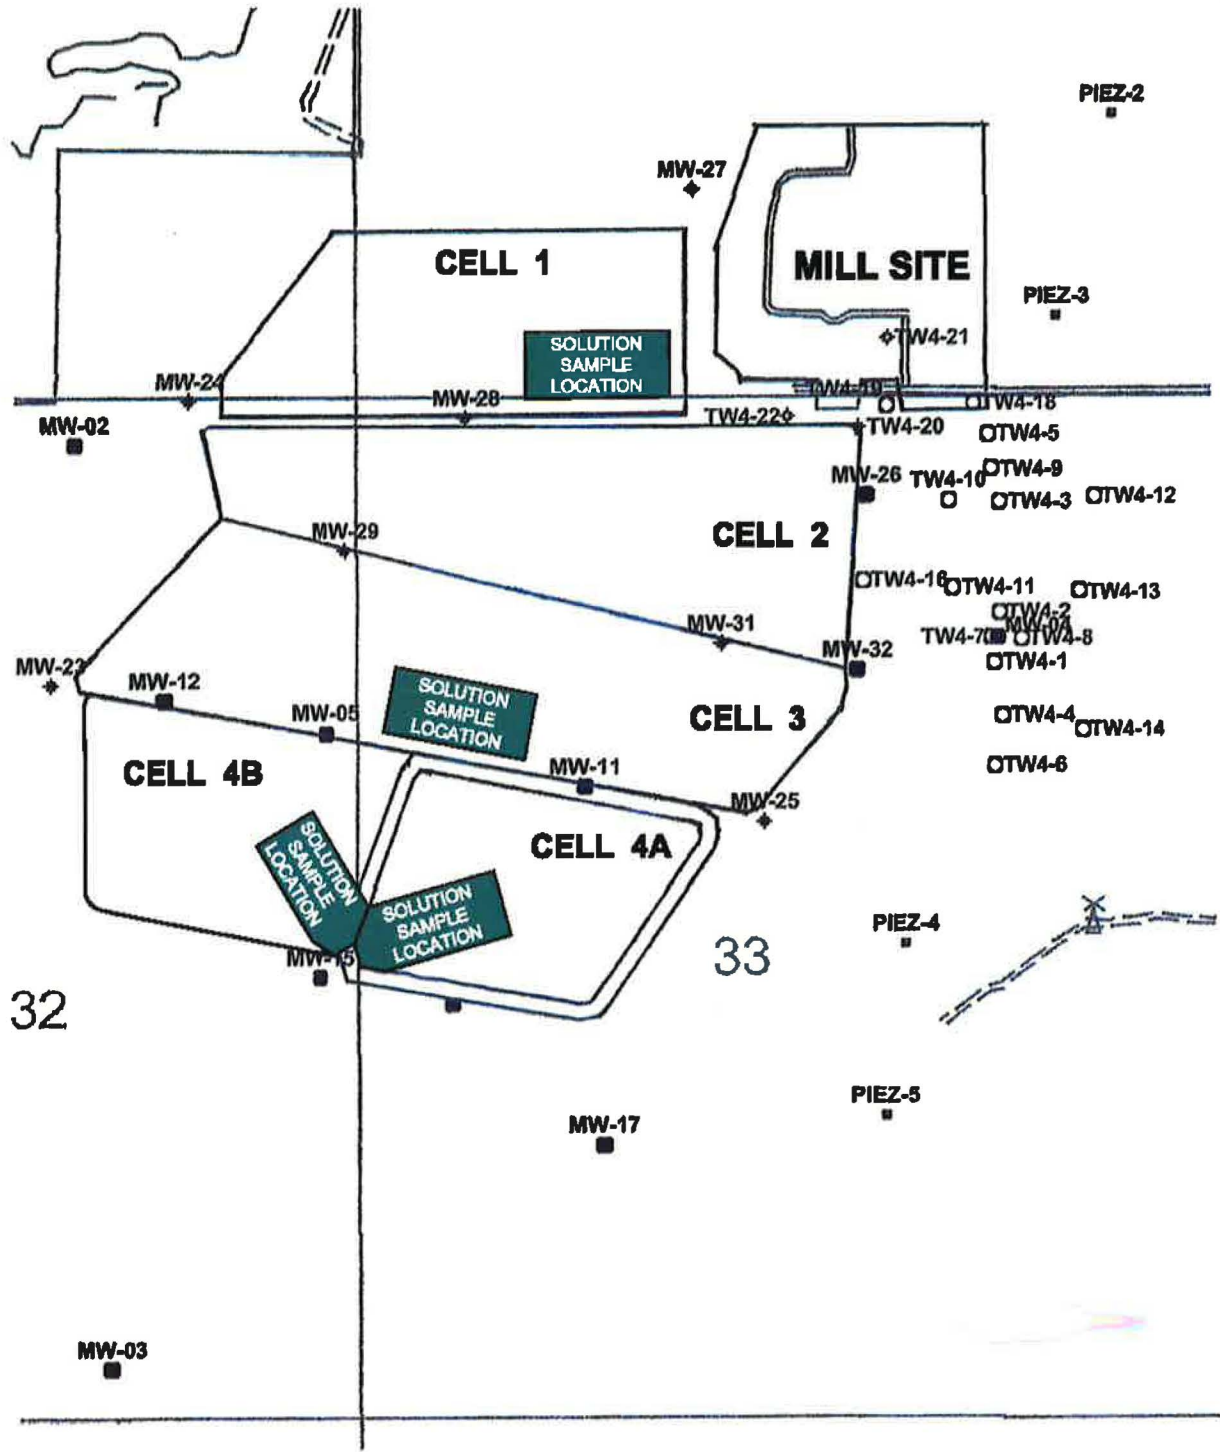 PIEZ-2
MW-27
CELL 1
MILL SITE
PIEZ-3
SOLUTION
SAMPLE
LOCATION
TW4-21
MW-24
MW-28
TW4-19
TW4-18
MW-02
TW4-22
TW4-20
TW4-5
MW-26
TW4-10
TW4-9
TW4-3
TW4-12
MW-29
CELL 2
TW4-16
TW4-11
TW4-13
TW4-2
MW-31
MW-04
TW4-7
TW4-8
MW-32
TW4-1
MW-23
MW-12
SOLUTION
SAMPLE
LOCATION
MW-05
CELL 3
TW4-4
TW4-14
CELL 4B
MW-11
TW4-6
MW-25
SOLUTION
SAMPLE
LOCATION
CELL 4A
SOLUTION
SAMPLE
LOCATION
PIEZ-4
33
MW-15
32
PIEZ-5
MW-17
MW-03